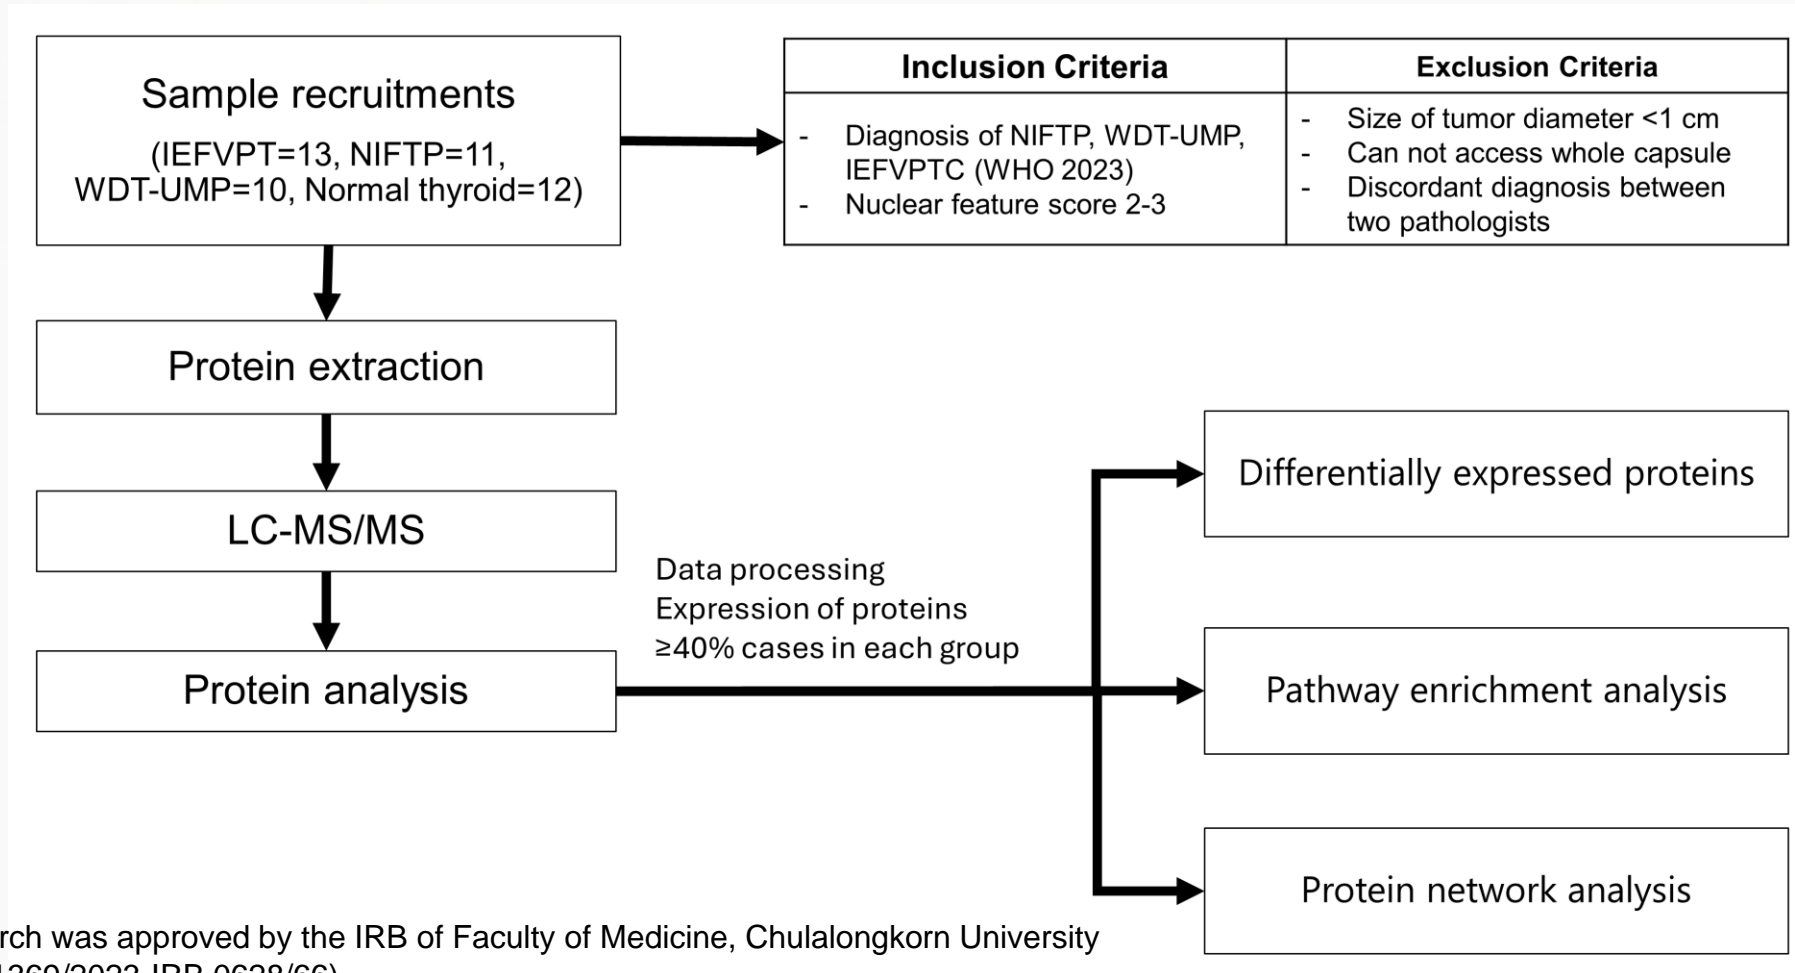 Sample recruitments
(IEFVPT=13, NIFTP=11,
WDT-UMP=10, Normal thyroid=12)
Inclusion Criteria
- Diagnosis of NIFTP, WDT-UMP,
IEFVPTC (WHO 2023)
- Nuclear feature score 2-3
Exclusion Criteria
- Size of tumor diameter <1 cm
- Can not access whole capsule
- Discordant diagnosis between
two pathologists
Protein extraction
LC-MS/MS
Protein analysis
Data processing
Expression of proteins
≥40% cases in each group
Differentially expressed proteins
Pathway enrichment analysis
Protein network analysis
rch was approved by the IRB of Faculty of Medicine, Chulalongkorn University